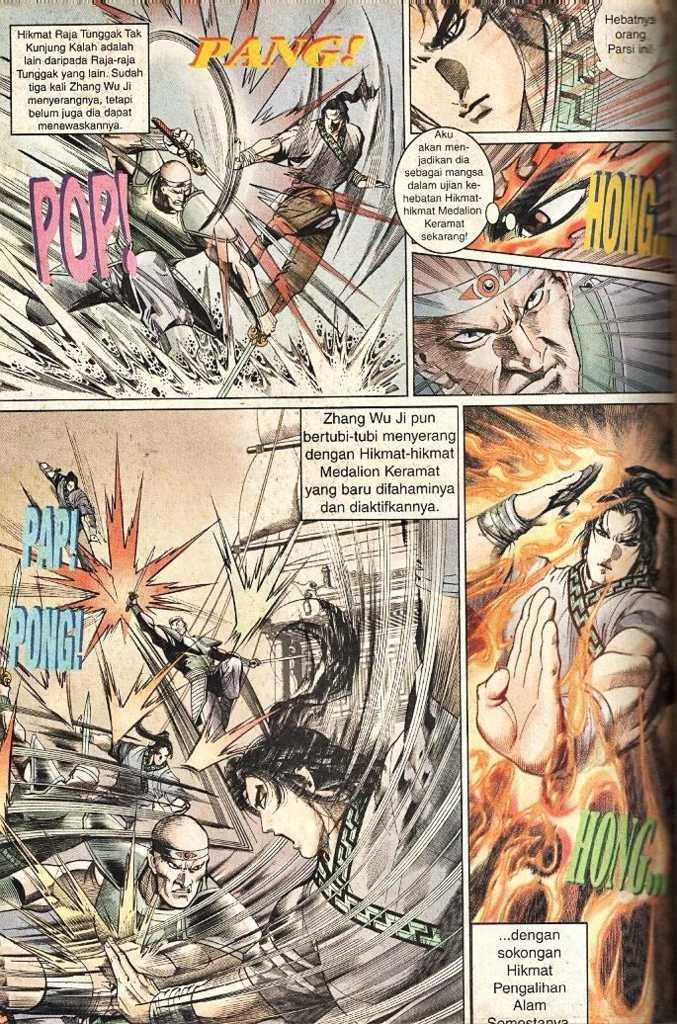 Hikmat Raja Tunggak Tak
Kunjung Kalah adalah
lain daripada Raja-raja
Tunggak yang lain. Sudah
tiga kali Zhang Wu Ji
menyerangnya, tetapi
belum juga dia dapat
menewaskannya.
PANG!
POP!
Hebatnya
orang
Parsi ini!
Aku
akan men-
jadikan dia
sebagai mangsa
dalam ujian ke-
hebatan Hikmat-
hikmat Medalion
Keramat
sekarang!
HONG...
Zhang Wu Ji pun
bertubi-tubi menyerang
dengan Hikmat-hikmat
Medalion Keramat
yang baru difahaminya
dan diaktifkannya.
PAP!
PONG!
HONG...
...dengan
sokongan
Hikmat
Pengalihan
Alam
Semestanya